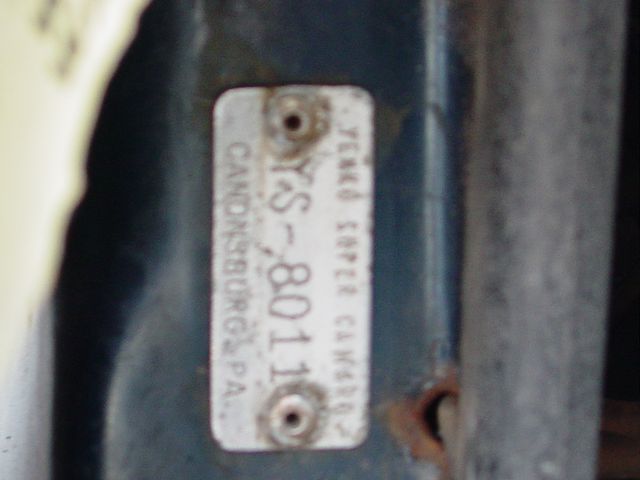 YENKO SUPER CAMARO
YS-8011
CANONSBURG, PA.